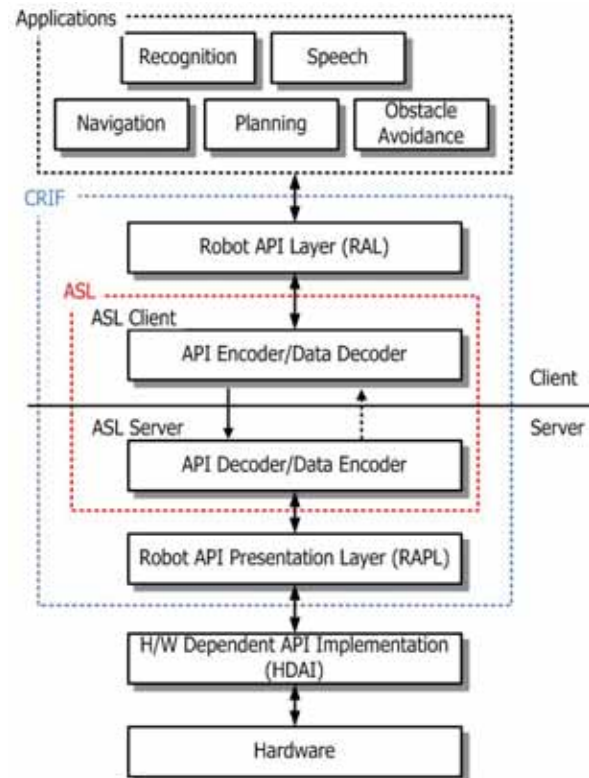 Applications
Recognition
Speech
Navigation
Planning
Obstacle
Avoidance
CRIF
Robot API Layer (RAL)
ASL
ASL Client
API Encoder/Data Decoder
Client
ASL Server
Server
API Decoder/Data Encoder
Robot API Presentation Layer (RAPL)
H/W Dependent API Implementation
(HDAI)
Hardware